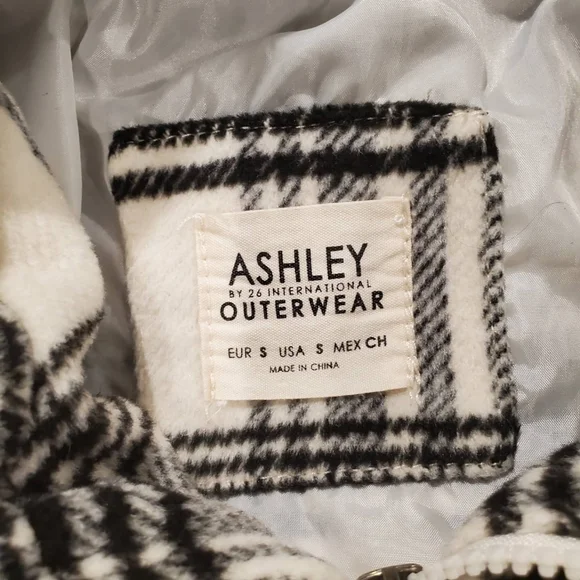 ASHLEY
BY 26 INTERNATIONAL
OUTERWEAR
EUR S USA S MEX CH
MADE IN CHINA